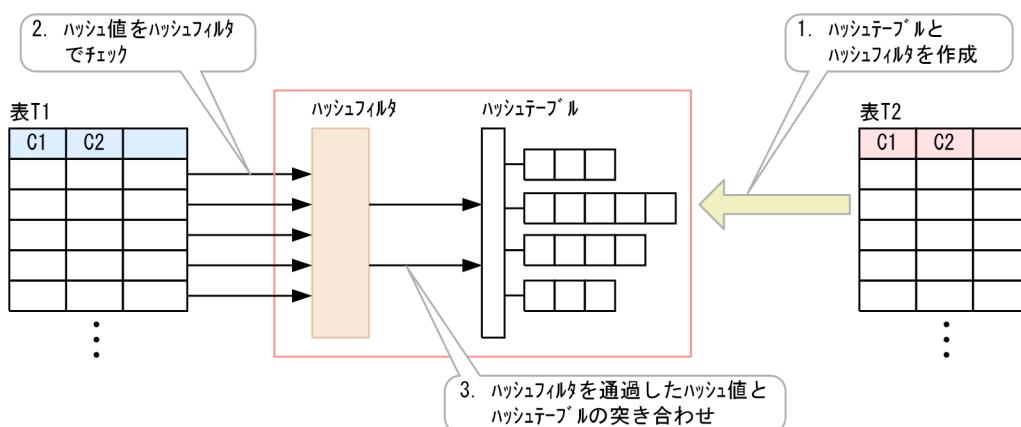 2. ﾊｯｼｭ値をﾊｯｼｭﾌｨﾙﾀ
でﾁｪｯｸ
1. ﾊｯｼｭﾃｰﾌﾞﾙと
ﾊｯｼｭﾌｨﾙﾀを作成
表T1
ﾊｯｼｭﾌｨﾙﾀ
ﾊｯｼｭﾃｰﾌﾞﾙ
表T2
C1 C2
C1 C2
3. ﾊｯｼｭﾌｨﾙﾀを通過したﾊｯｼｭ値と
ﾊｯｼｭﾃｰﾌﾞﾙの突き合わせ